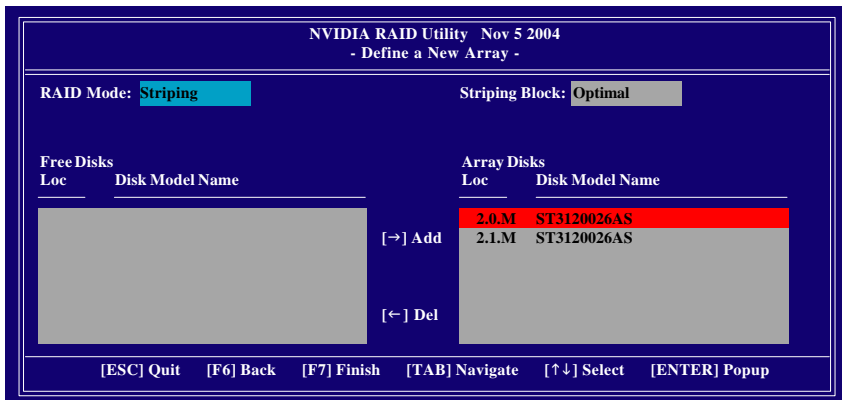 NVIDIA RAID Utility Nov 5 2004
- Define a New Array -
RAID Mode: Striping
Striping Block: Optimal
Free Disks
Loc Disk Model Name
Array Disks
Loc Disk Model Name
2.0.M ST3120026AS
2.1.M ST3120026AS
[→] Add
[←] Del
[ESC] Quit [F6] Back [F7] Finish [TAB] Navigate [↑↓] Select [ENTER] Popup